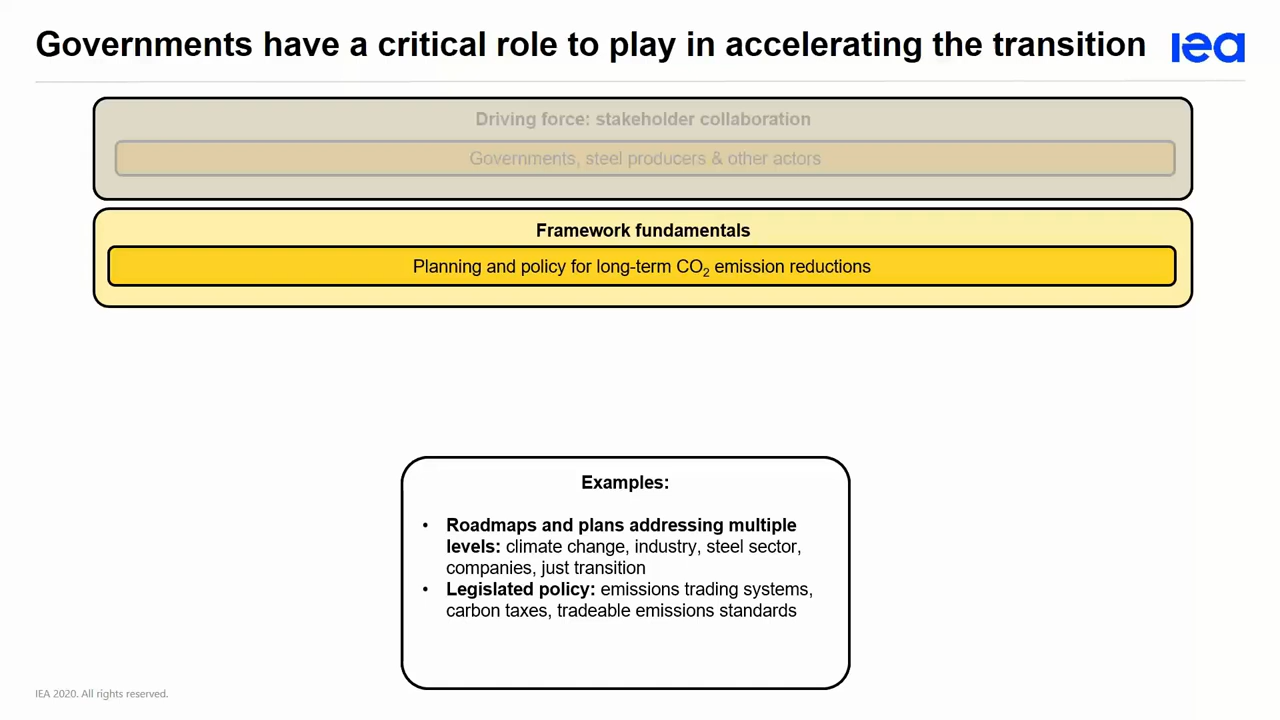 Governments have a critical role to play in accelerating the transition
iea
Driving force: stakeholder collaboration
Governments, steel producers & other actors
Framework fundamentals
Planning and policy for long-term CO₂ emission reductions
Examples:
• Roadmaps and plans addressing multiple
levels: climate change, industry, steel sector,
companies, just transition
• Legislated policy: emissions trading systems,
carbon taxes, tradeable emissions standards
IEA 2020. All rights reserved.